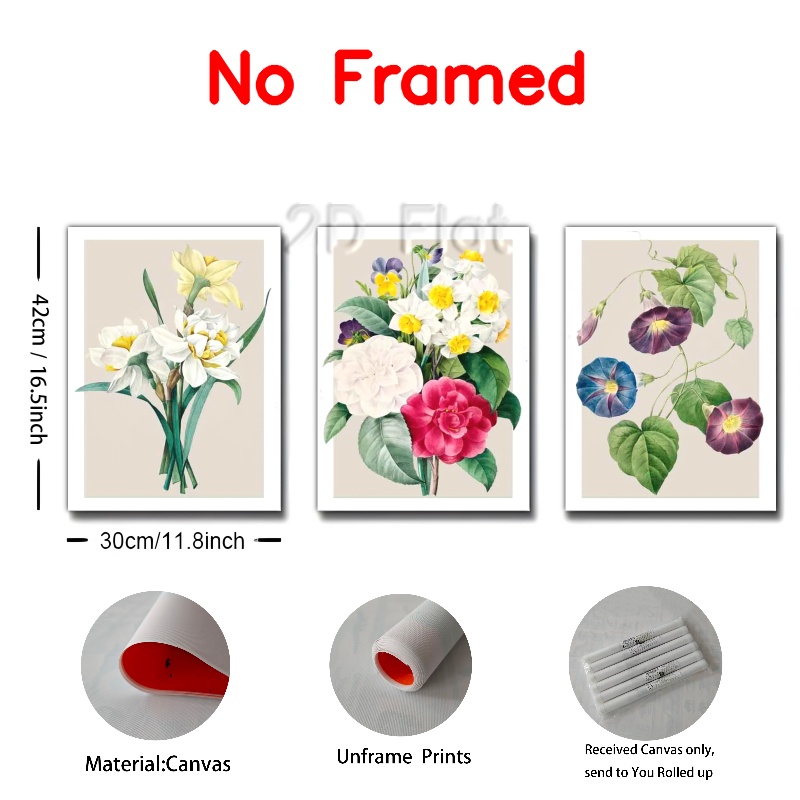 No Framed
2D Flat
42cm / 16.5inch
30cm/11.8inch
Material:Canvas
Unframe Prints
Received Canvas only,
send to You Rolled up